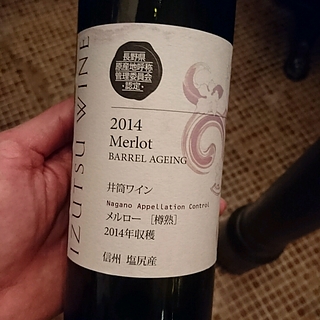 長野県
原産地呼称
管理委員会
・認定・
IZUTSU WINE
2014
Merlot
BARREL AGEING
井筒ワイン
Nagano Appellation Control
メルロー [樽熟]
2014年収穫
信州 塩尻産